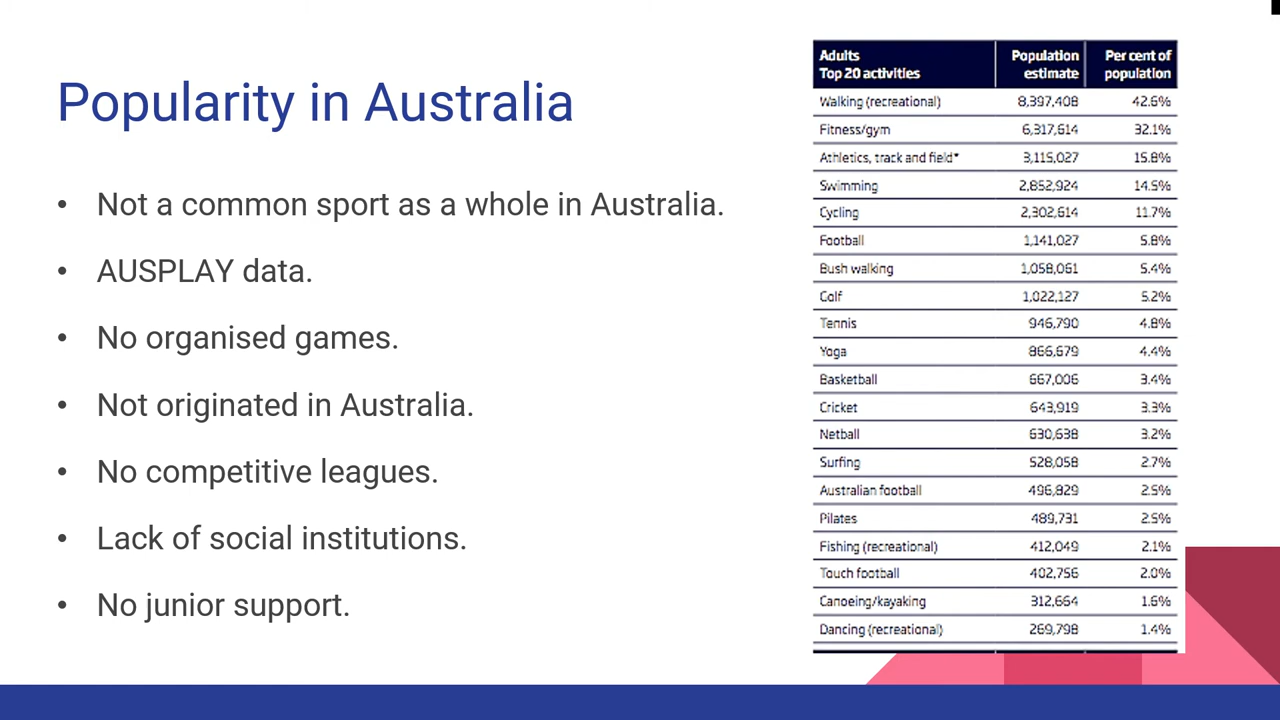 Popularity in Australia
• Not a common sport as a whole in Australia.
• AUSPLAY data.
• No organised games.
• Not originated in Australia.
• No competitive leagues.
• Lack of social institutions.
• No junior support.
Adults Top 20 activities Population estimate Per cent of population
Walking (recreational) 8,397,408 42.6%
Fitness/gym 6,317,614 32.1%
Athletics, track and field* 3,115,027 15.8%
Swimming 2,852,924 14.5%
Cycling 2,302,614 11.7%
Football 1,141,027 5.8%
Bush walking 1,058,061 5.4%
Golf 1,022,127 5.2%
Tennis 946,790 4.8%
Yoga 866,679 4.4%
Basketball 667,006 3.4%
Cricket 643,919 3.3%
Netball 630,638 3.2%
Surfing 528,058 2.7%
Australian football 496,829 2.5%
Pilates 489,731 2.5%
Fishing (recreational) 412,049 2.1%
Touch football 402,756 2.0%
Canoeing/kayaking 312,664 1.6%
Dancing (recreational) 269,798 1.4%